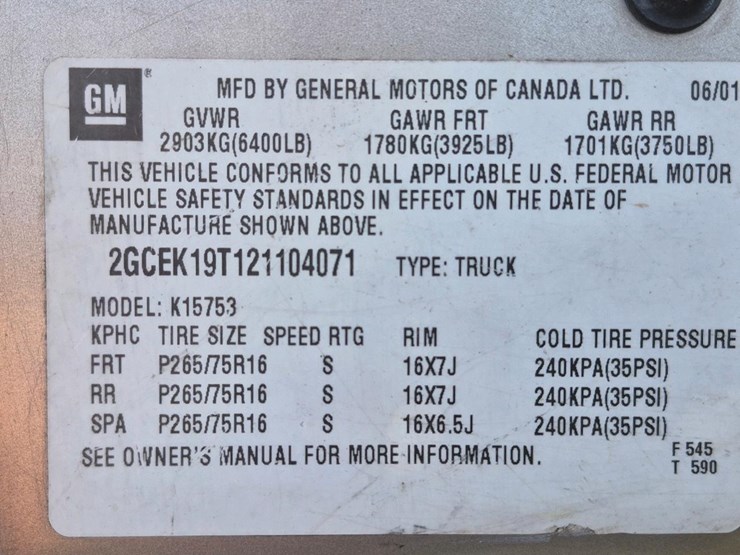 GM ® MFD BY GENERAL MOTORS OF CANADA LTD. 06/01
GVWR GAWR FRT GAWR RR
2903KG(6400LB) 1780KG(3925LB) 1701KG(3750LB)
THIS VEHICLE CONFORMS TO ALL APPLICABLE U.S. FEDERAL MOTOR
VEHICLE SAFETY STANDARDS IN EFFECT ON THE DATE OF
MANUFACTURE SHOWN ABOVE.
2GCEK19T121104071 TYPE: TRUCK
MODEL: K15753
KPHC TIRE SIZE SPEED RTG RIM COLD TIRE PRESSURE
FRT P265/75R16 S 16X7J 240KPA(35PSI)
RR P265/75R16 S 16X7J 240KPA(35PSI)
SPA P265/75R16 S 16X6.5J 240KPA(35PSI)
SEE OWNER'S MANUAL FOR MORE INFORMATION.
F 545
T 590